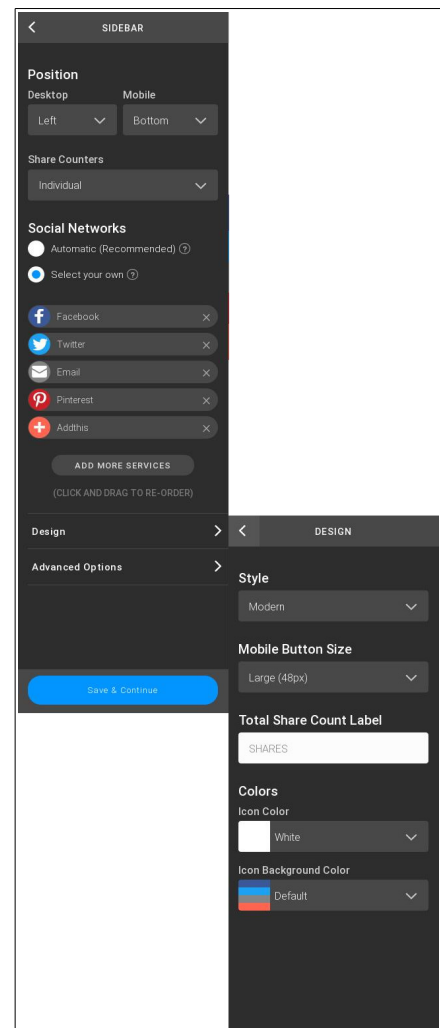 SIDEBAR
Position
Desktop Mobile
Left Bottom
Share Counters
Individual
Social Networks
Automatic (Recommended) ?
Select your own ?
Facebook
Twitter
Email
Pinterest
Addthis
ADD MORE SERVICES
(CLICK AND DRAG TO RE-ORDER)
Design
Advanced Options
Save & Continue
DESIGN
Style
Modern
Mobile Button Size
Large (48px)
Total Share Count Label
SHARES
Colors
Icon Color
White
Icon Background Color
Default